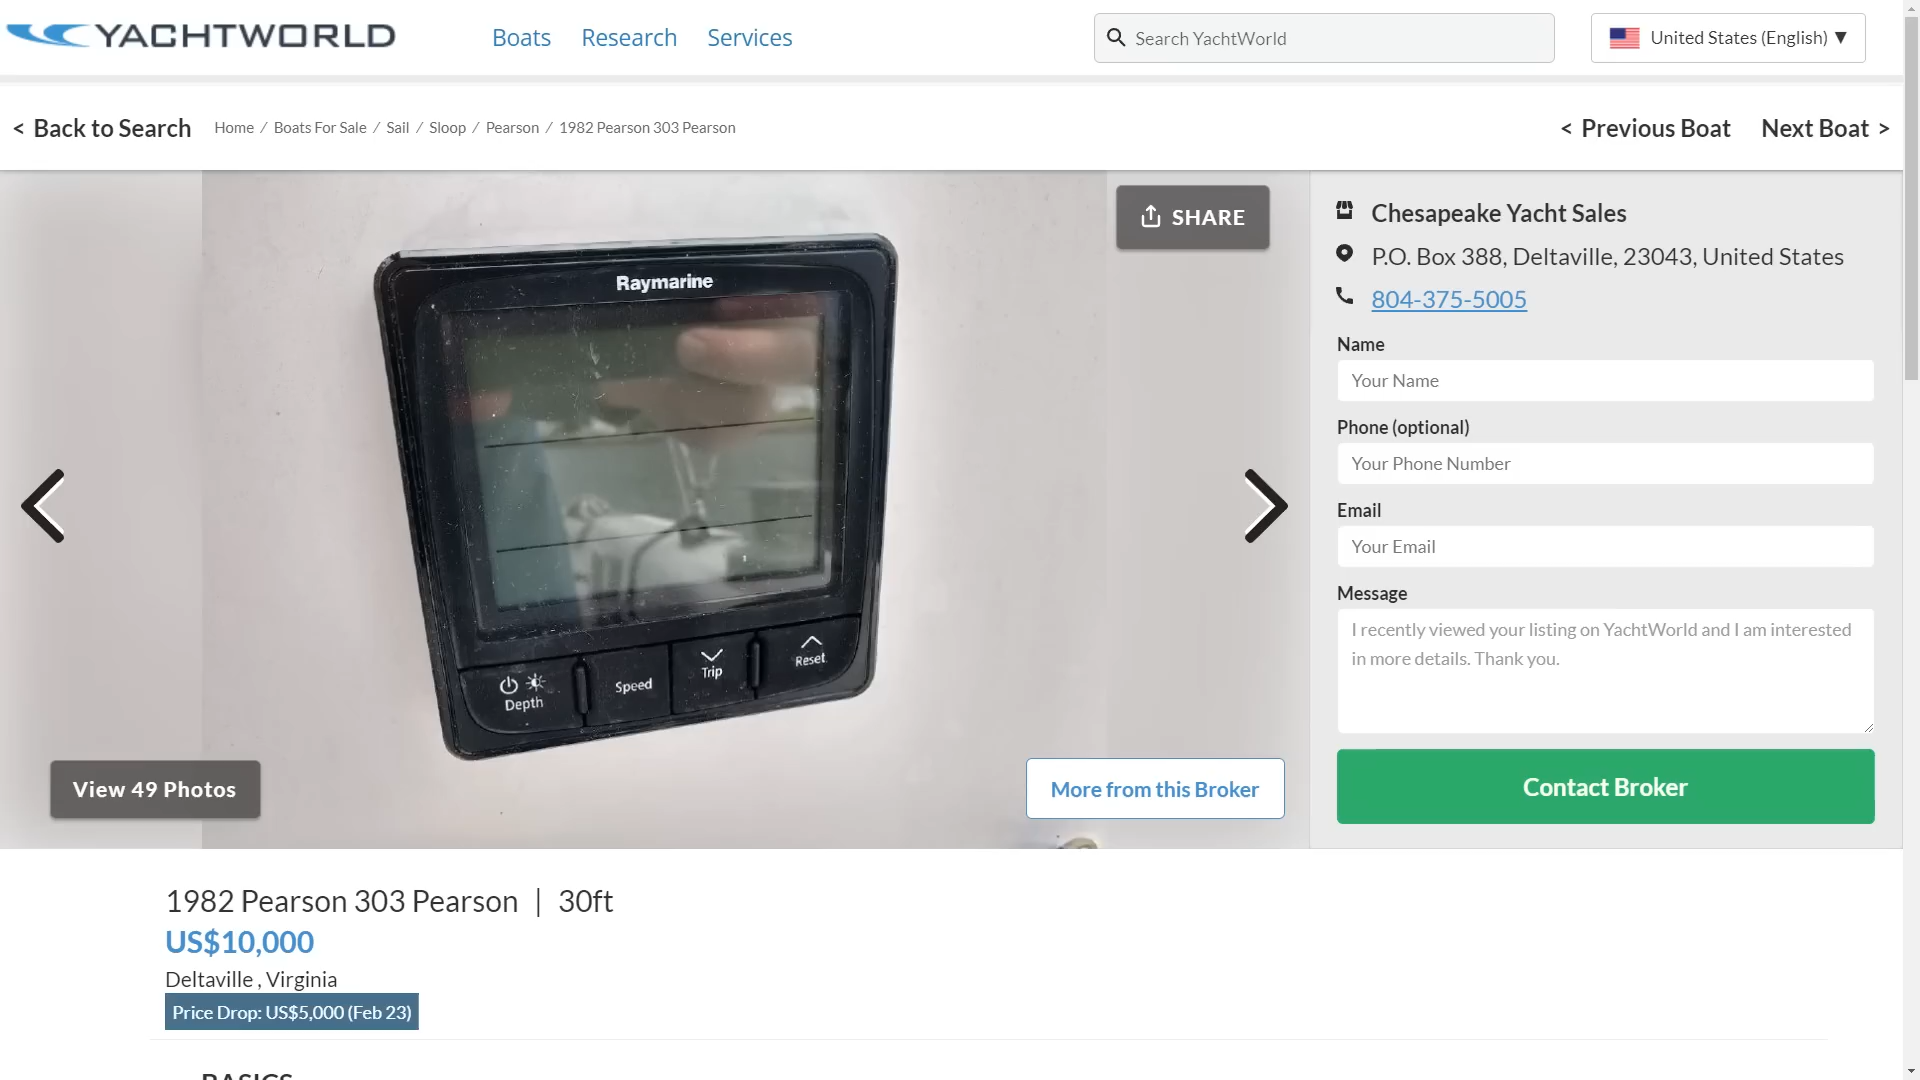 YACHTWORLD
Boats
Research
Services
Search YachtWorld
United States (English) ▼
< Back to Search
Home / Boats For Sale / Sail / Sloop / Pearson / 1982 Pearson 303 Pearson
< Previous Boat
Next Boat >
SHARE
Raymarine
Depth
Speed
Trip
Reset
View 49 Photos
More from this Broker
Chesapeake Yacht Sales
P.O. Box 388, Deltaville, 23043, United States
804-375-5005
Name
Your Name
Phone (optional)
Your Phone Number
Email
Your Email
Message
I recently viewed your listing on YachtWorld and I am interested
in more details. Thank you.
Contact Broker
1982 Pearson 303 Pearson | 30ft
US$10,000
Deltaville , Virginia
Price Drop: US$5,000 (Feb 23)
BASICS